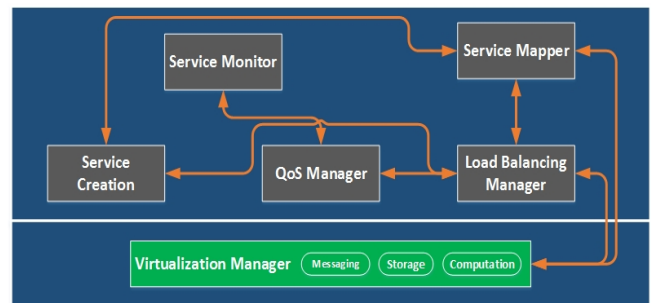 Service Monitor
Service Mapper
Service
Creation
QoS Manager
Load Balancing
Manager
Virtualization Manager Messaging Storage Computation